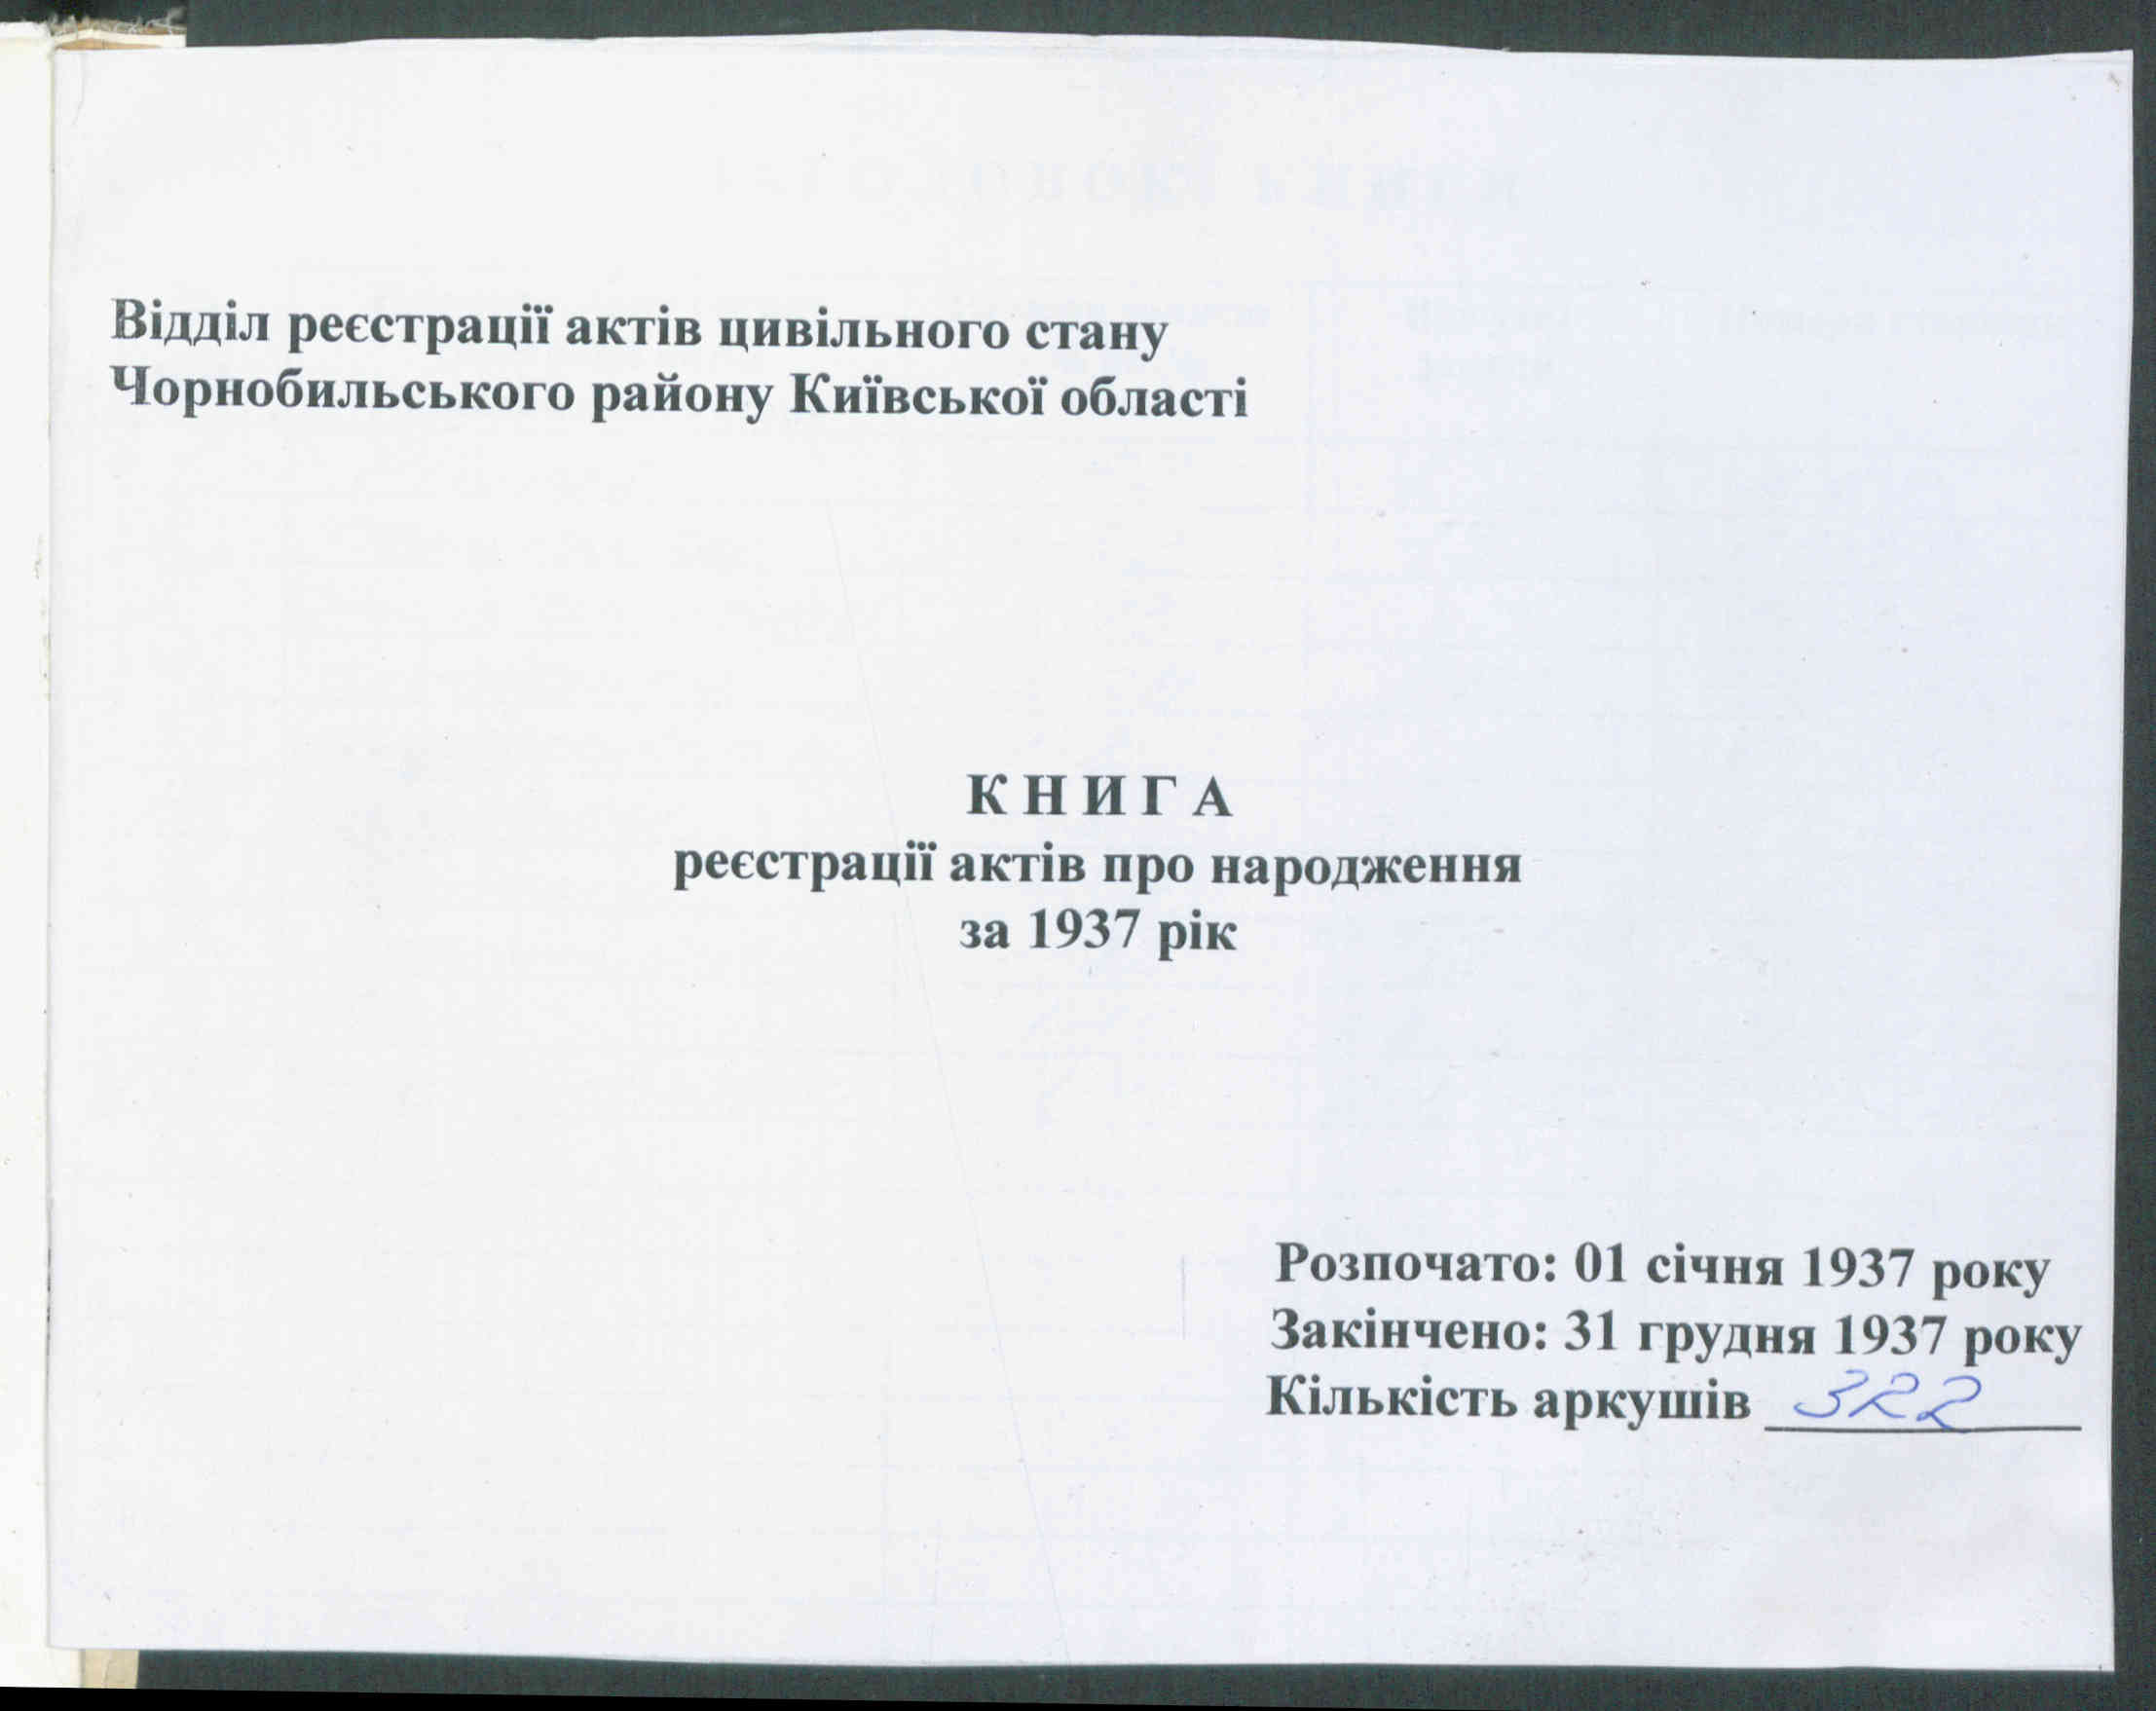 Відділ реєстрації актів цивільного стану
Чорнобильського району Київської області
К Н И Г А
реєстрації актів про народження
за 1937 рік
Розпочато: 01 січня 1937 року
Закінчено: 31 грудня 1937 року
Кількість аркушів 322